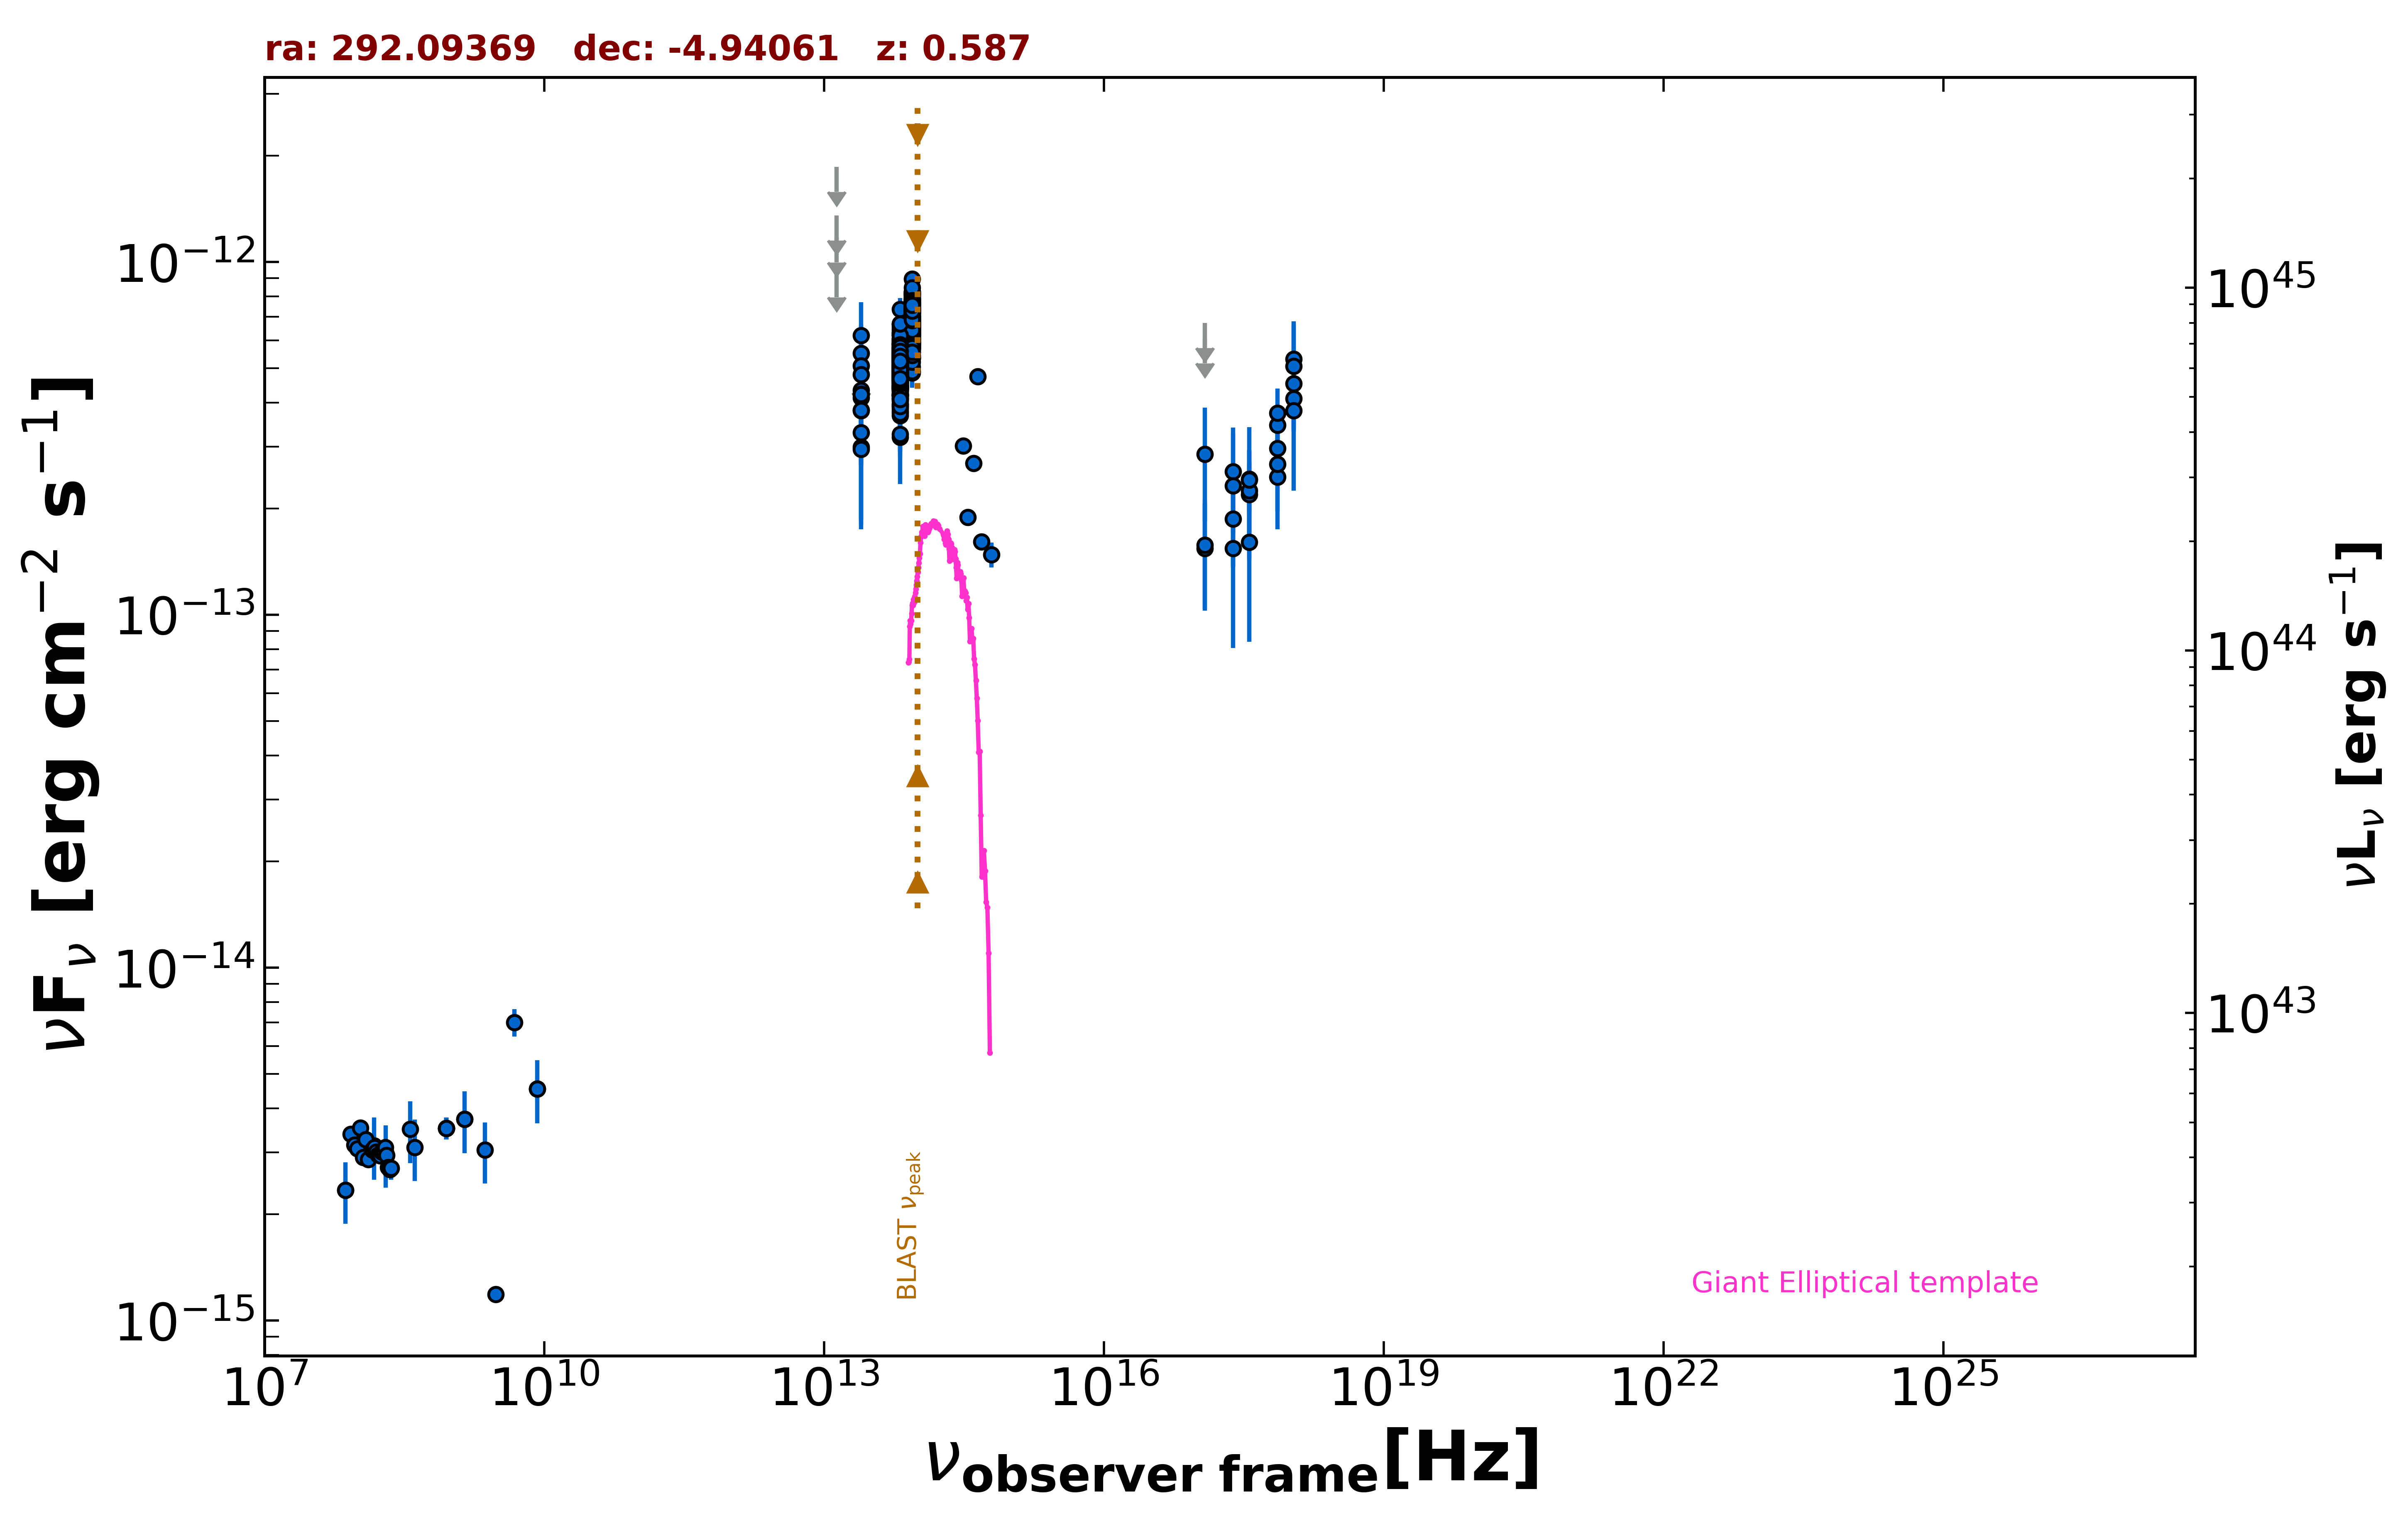 ra: 292.09369   dec: -4.94061   z: 0.587
νFν [erg cm⁻² s⁻¹]
10⁻¹²
10⁻¹³
10⁻¹⁴
10⁻¹⁵
10⁴⁵
10⁴⁴
10⁴³
νLν [erg s⁻¹]
BLAST νpeak
Giant Elliptical template
10⁷ 10¹⁰ 10¹³ 10¹⁶ 10¹⁹ 10²² 10²⁵
νobserver frame[Hz]